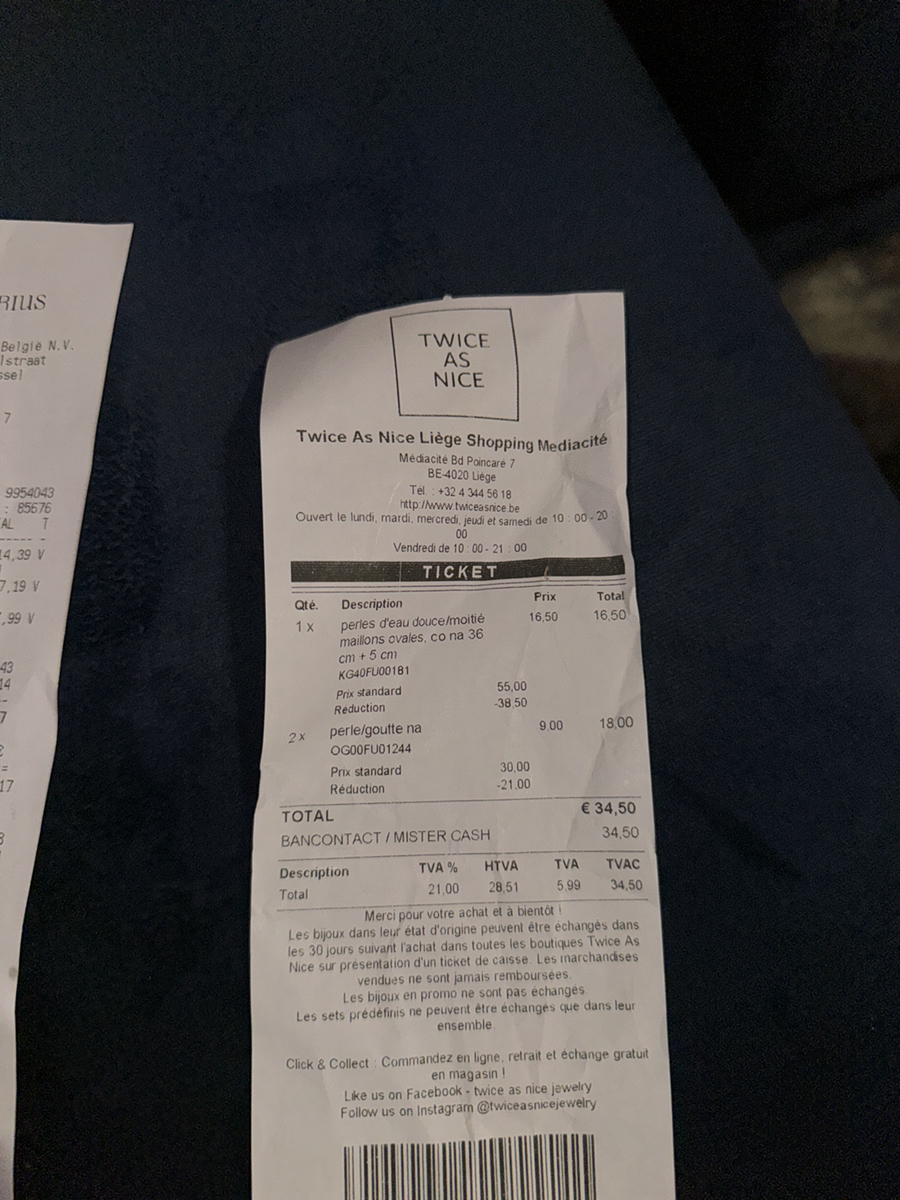 RIUS
België N.V.
lstraat
ssel
7
9954043
: 85676
AL T
14,39 V
7,19 V
,99 V
43
14
7
17
TWICE
AS
NICE
Twice As Nice Liège Shopping Mediacité
Médiacité Bd Poincaré 7
BE-4020 Liège
Tél. : +32 4 344 56 18
http://www.twiceasnice.be
Ouvert le lundi, mardi, mercredi, jeudi et samedi de 10 : 00 - 20 :
00
Vendredi de 10 : 00 - 21 : 00
TICKET
Qté. Description Prix Total
1 x perles d'eau douce/moitié 16,50 16,50
maillons ovales, co na 36
cm + 5 cm
KG40FU00181
Prix standard 55,00
Réduction -38,50
2 x perle/goutte na 9,00 18,00
OG00FU01244
Prix standard 30,00
Réduction -21,00
TOTAL € 34,50
BANCONTACT / MISTER CASH 34,50
Description TVA % HTVA TVA TVAC
Total 21,00 28,51 5,99 34,50
Merci pour votre achat et à bientôt !
Les bijoux dans leur état d'origine peuvent être échangés dans
les 30 jours suivant l'achat dans toutes les boutiques Twice As
Nice sur présentation d'un ticket de caisse. Les marchandises
vendues ne sont jamais remboursées.
Les bijoux en promo ne sont pas échangés.
Les sets prédéfinis ne peuvent être échangés que dans leur
ensemble.
Click & Collect : Commandez en ligne, retrait et échange gratuit
en magasin !
Like us on Facebook - twice as nice jewelry
Follow us on Instagram @twiceasnicejewelry